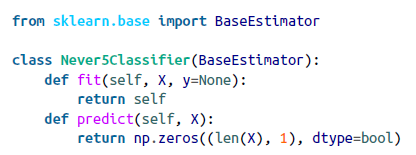 from sklearn.base import BaseEstimator

class Never5Classifier(BaseEstimator):
    def fit(self, X, y=None):
        return self
    def predict(self, X):
        return np.zeros((len(X), 1), dtype=bool)